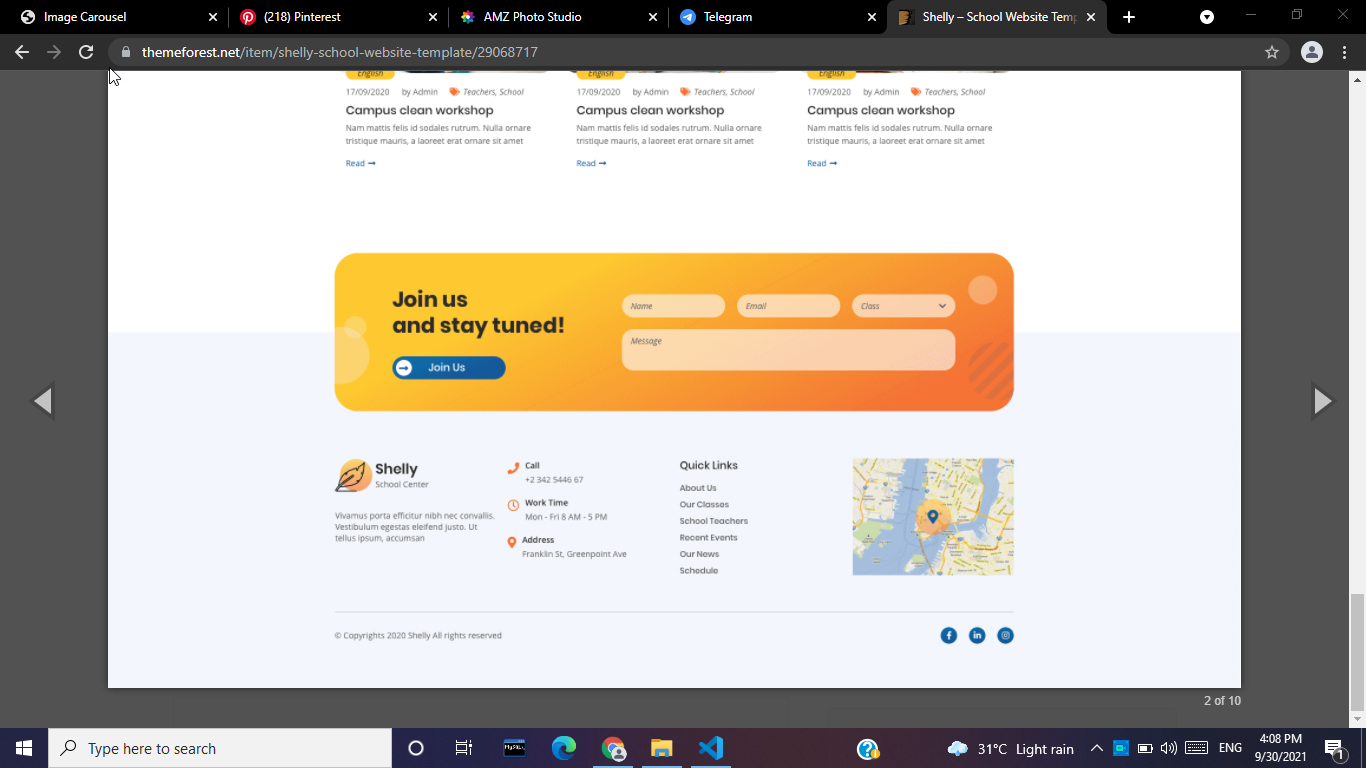 Image Carousel
(218) Pinterest
AMZ Photo Studio
Telegram
Shelly – School Website Temp
themeforest.net/item/shelly-school-website-template/29068717
English English English
17/09/2020 by Admin Teachers, School
17/09/2020 by Admin Teachers, School
17/09/2020 by Admin Teachers, School
Campus clean workshop
Campus clean workshop
Campus clean workshop
Nam mattis felis id sodales rutrum. Nulla ornare
tristique mauris, a laoreet erat ornare sit amet
Nam mattis felis id sodales rutrum. Nulla ornare
tristique mauris, a laoreet erat ornare sit amet
Nam mattis felis id sodales rutrum. Nulla ornare
tristique mauris, a laoreet erat ornare sit amet
Read ➞
Read ➞
Read ➞
Join us
and stay tuned!
Join Us
Name
Email
Class
Message
Shelly
School Center
Vivamus porta efficitur nibh nec convallis.
Vestibulum egestas eleifend justo. Ut
tellus ipsum, accumsan
Call
+2 342 5446 67
Work Time
Mon - Fri 8 AM - 5 PM
Address
Franklin St, Greenpoint Ave
Quick Links
About Us
Our Classes
School Teachers
Recent Events
Our News
Schedule
© Copyrights 2020 Shelly All rights reserved
2 of 10
Type here to search
MySQL
31°C Light rain
ENG
4:08 PM
9/30/2021
1